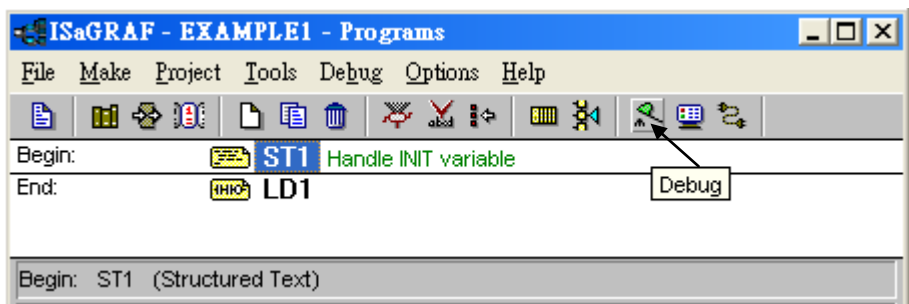 ISaGRAF - EXAMPLE1 - Programs
File Make Project Tools Debug Options Help
Begin: ST1 Handle INIT variable
End: LD1
Debug
Begin: ST1 (Structured Text)